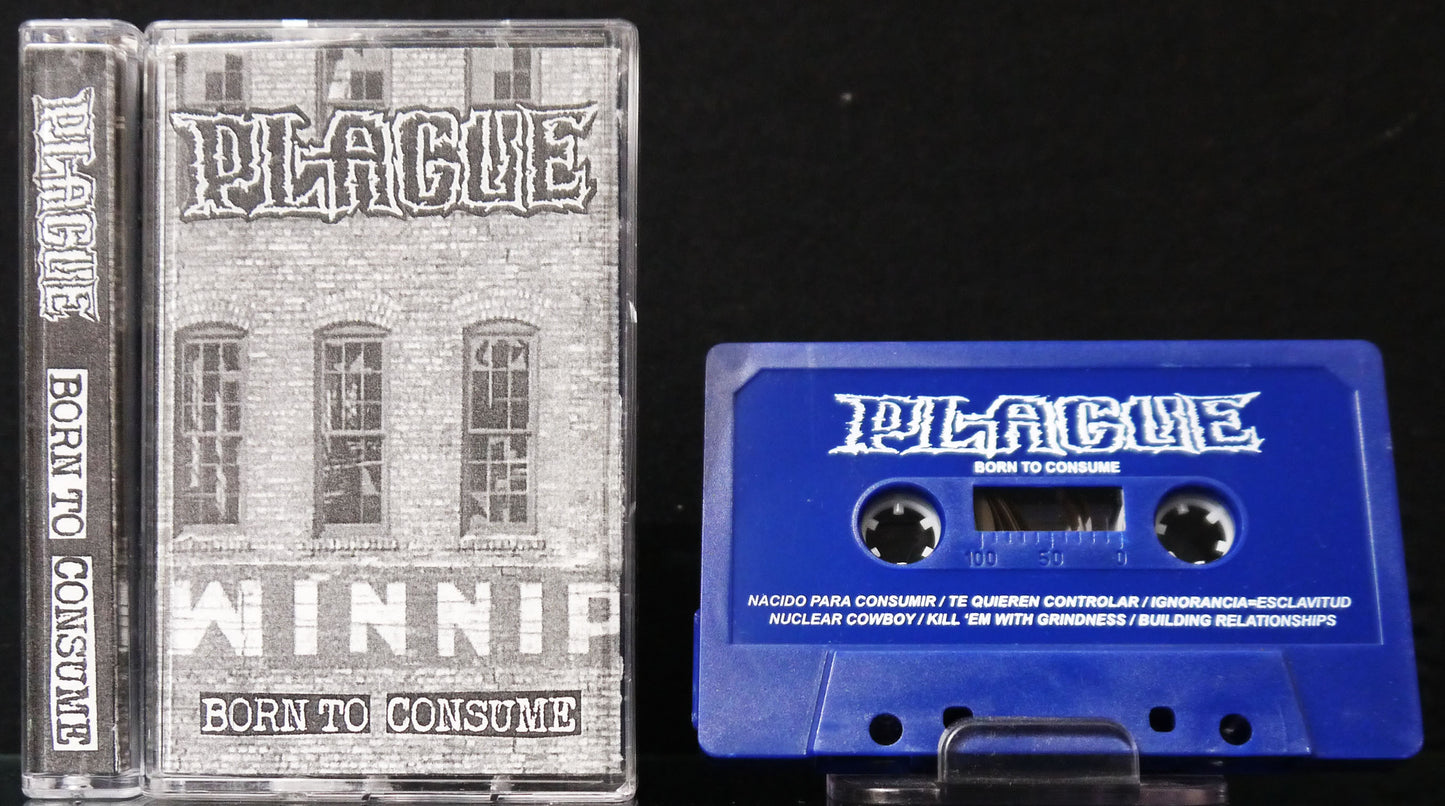 PLAGUE
BORN TO CONSUME
PLAGUE
WINNIP
BORN TO CONSUME
PLAGUE
BORN TO CONSUME
100 50 0
NACIDO PARA CONSUMIR / TE QUIEREN CONTROLAR / IGNORANCIA=ESCLAVITUD
NUCLEAR COWBOY / KILL ‘EM WITH GRINDNESS / BUILDING RELATIONSHIPS